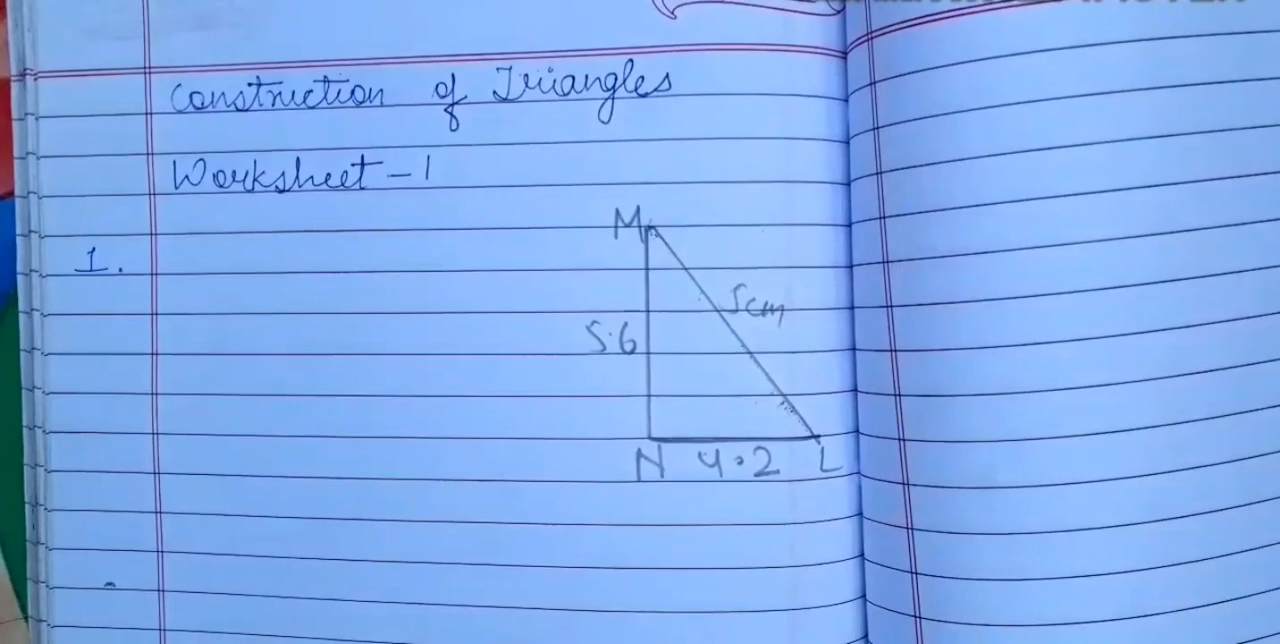 Construction of Triangles
Worksheet - 1
1.
M
5cm
5.6
N 4.2 L